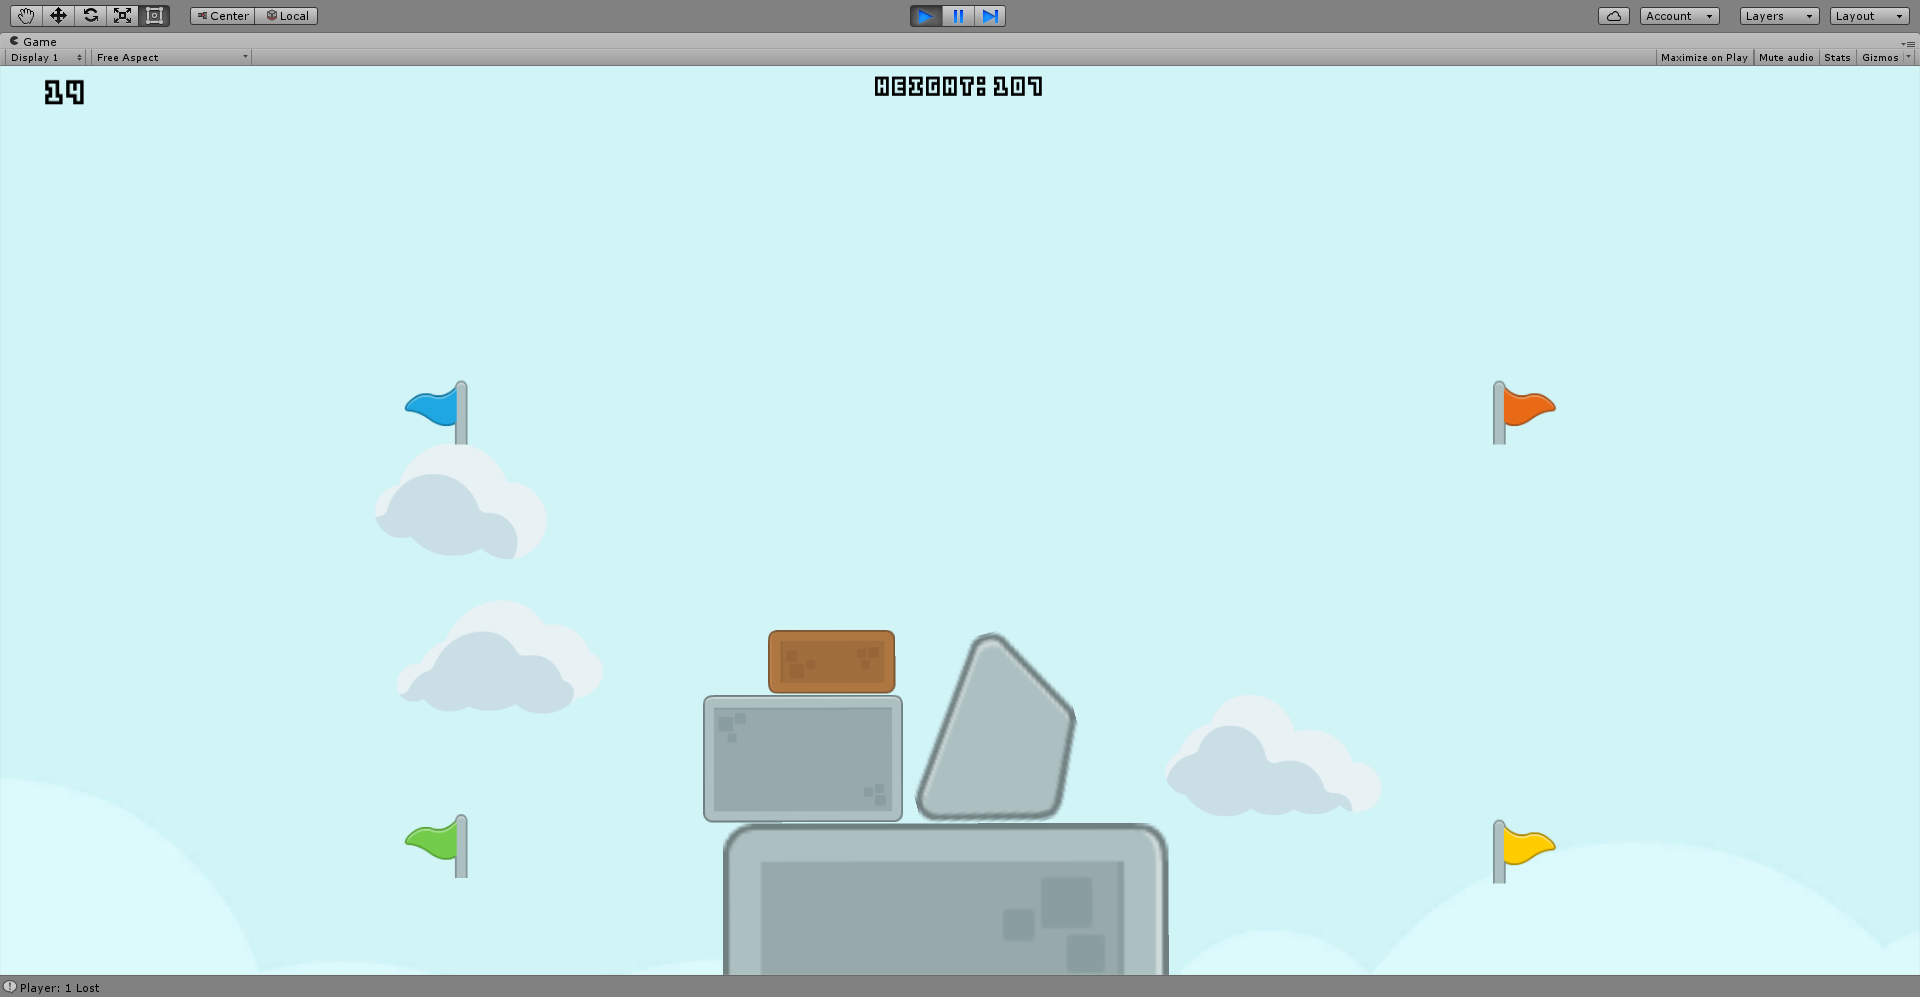 Center Local Account Layers Layout
Game
Display 1 Free Aspect Maximize on Play Mute audio Stats Gizmos
14 HEIGHT: 107
Player: 1 Lost